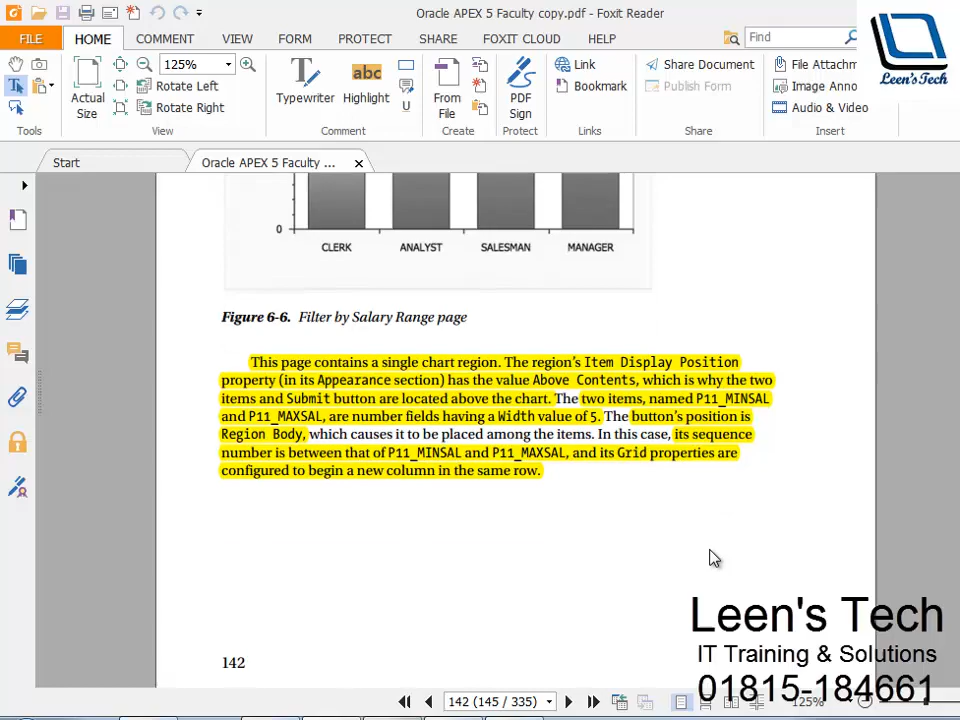 Oracle APEX 5 Faculty copy.pdf - Foxit Reader
FILE HOME COMMENT VIEW FORM PROTECT SHARE FOXIT CLOUD HELP Find
Leen's Tech
Actual Size
125%
Rotate Left
Rotate Right
Typewriter
abc
Highlight
U
From File
PDF Sign
Link
Bookmark
Share Document
Publish Form
File Attachm
Image Anno
Audio & Video
Tools View Comment Create Protect Links Share Insert
Start Oracle APEX 5 Faculty ...
0
CLERK ANALYST SALESMAN MANAGER
Figure 6-6. Filter by Salary Range page
This page contains a single chart region. The region's Item Display Position
property (in its Appearance section) has the value Above Contents, which is why the two
items and Submit button are located above the chart. The two items, named P11_MINSAL
and P11_MAXSAL, are number fields having a Width value of 5. The button's position is
Region Body, which causes it to be placed among the items. In this case, its sequence
number is between that of P11_MINSAL and P11_MAXSAL, and its Grid properties are
configured to begin a new column in the same row.
142
Leen's Tech
IT Training & Solutions
01815-184661
142 (145 / 335)
125%